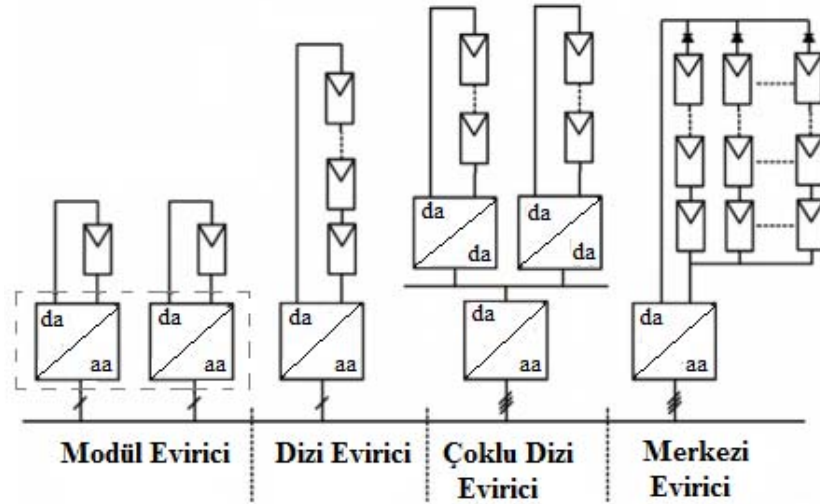 da
da
da
da
da
aa
da
aa
da
aa
da
aa
da
aa
Modül Evirici
Dizi Evirici
Çoklu Dizi
Evirici
Merkezi
Evirici